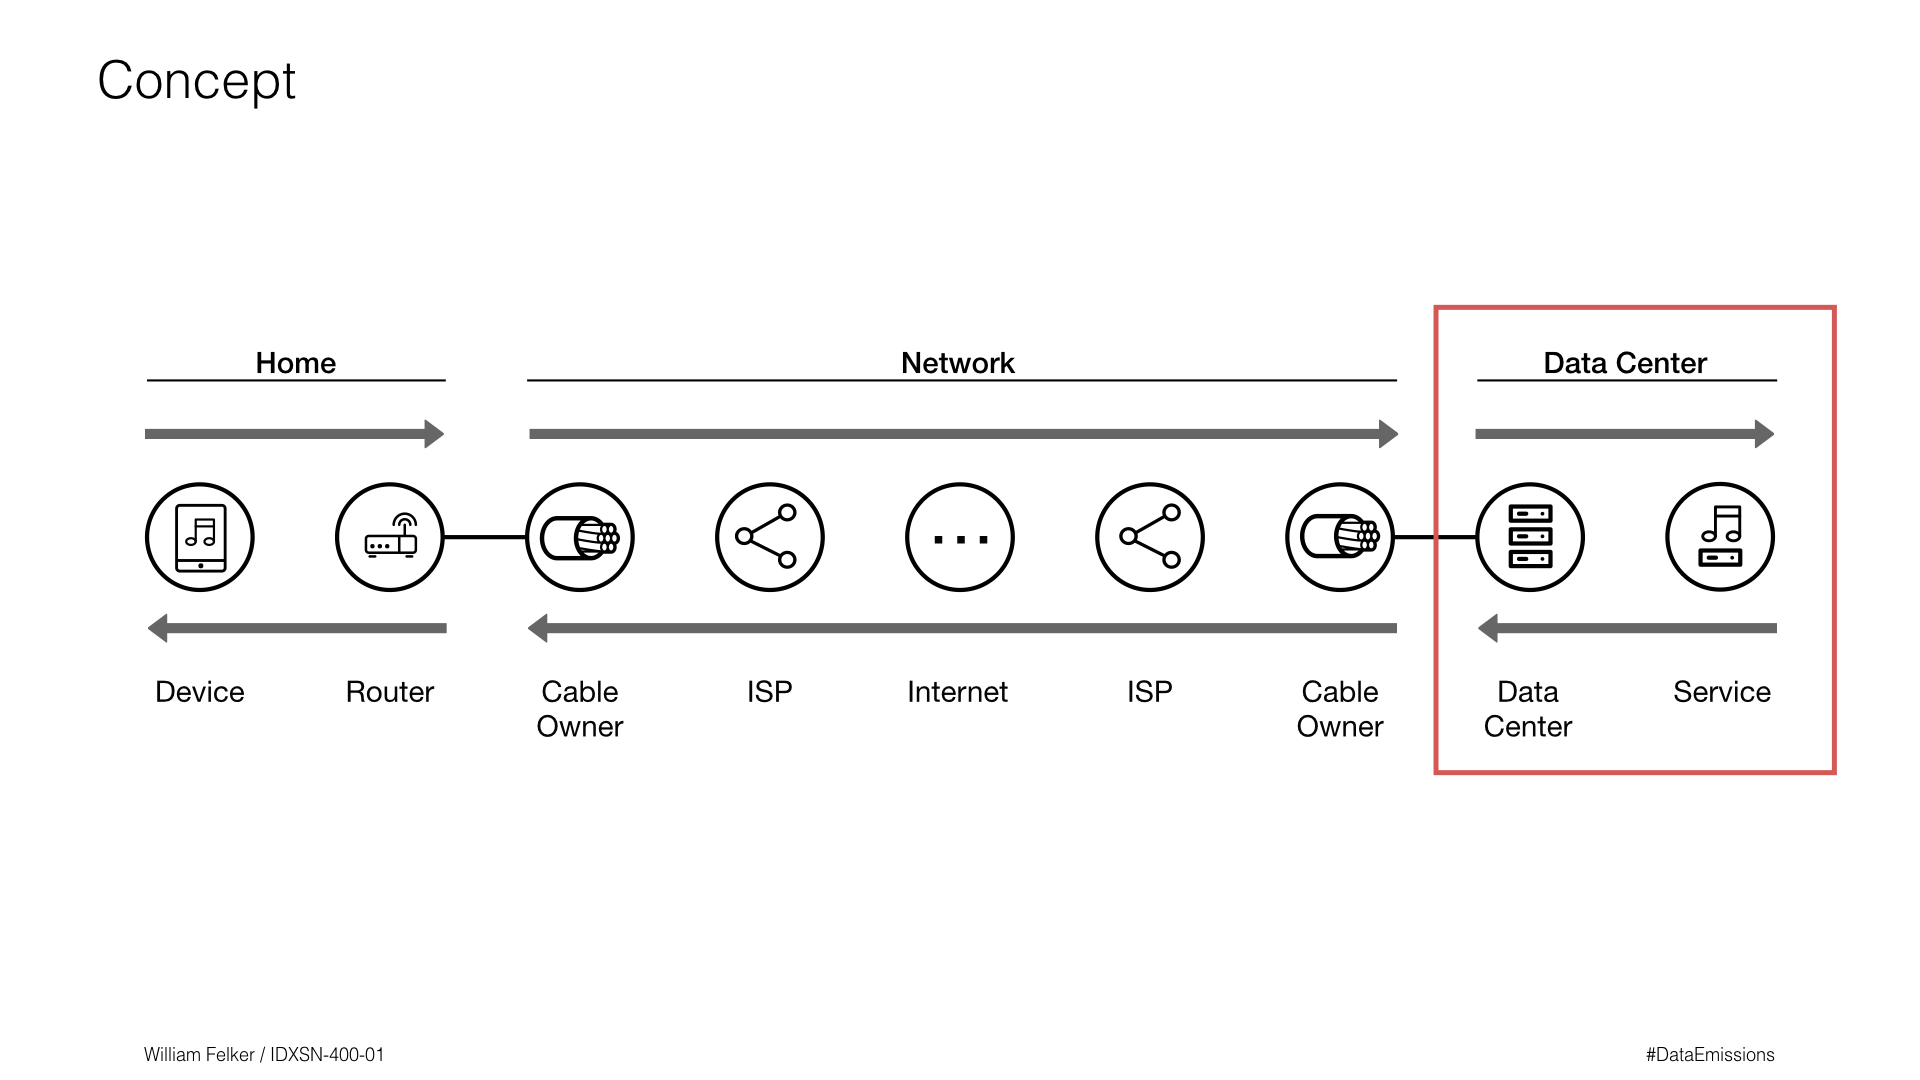 Concept
Home
Network
Data Center
Device
Router
Cable
Owner
ISP
Internet
ISP
Cable
Owner
Data
Center
Service
William Felker / IDXSN-400-01
#DataEmissions